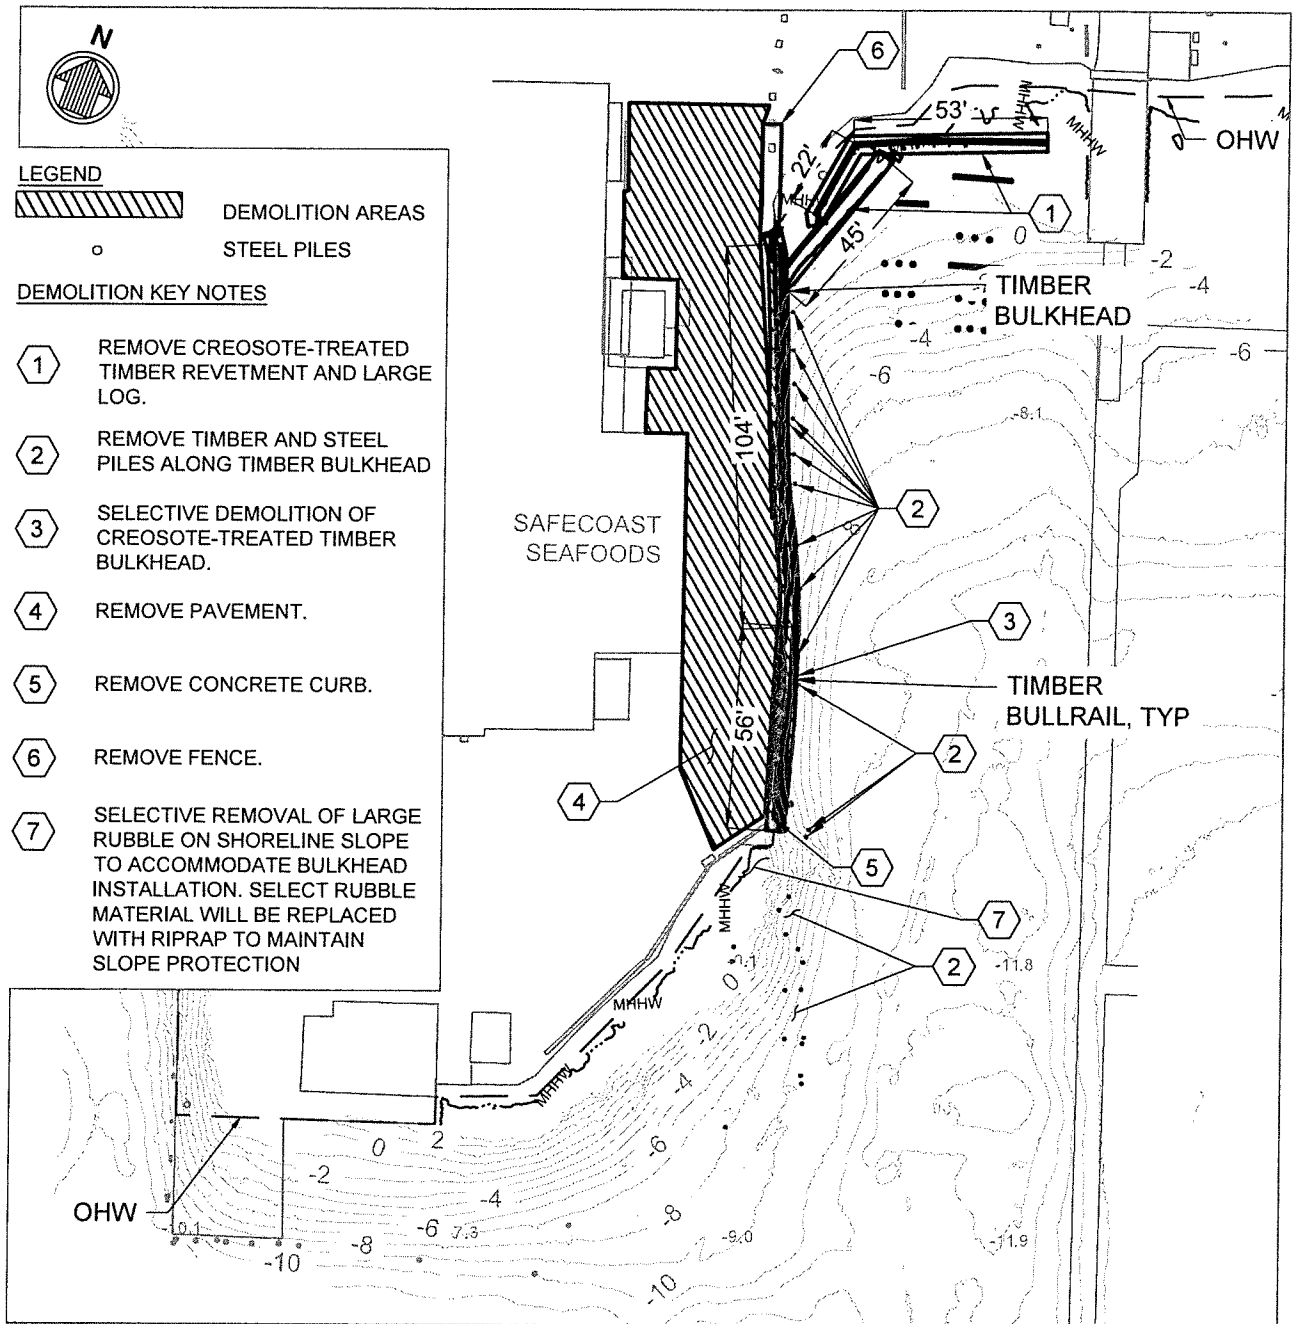 N
LEGEND
DEMOLITION AREAS
STEEL PILES
DEMOLITION KEY NOTES
1
REMOVE CREOSOTE-TREATED
TIMBER REVETMENT AND LARGE
LOG.
2
REMOVE TIMBER AND STEEL
PILES ALONG TIMBER BULKHEAD
3
SELECTIVE DEMOLITION OF
CREOSOTE-TREATED TIMBER
BULKHEAD.
4
REMOVE PAVEMENT.
5
REMOVE CONCRETE CURB.
6
REMOVE FENCE.
7
SELECTIVE REMOVAL OF LARGE
RUBBLE ON SHORELINE SLOPE
TO ACCOMMODATE BULKHEAD
INSTALLATION. SELECT RUBBLE
MATERIAL WILL BE REPLACED
WITH RIPRAP TO MAINTAIN
SLOPE PROTECTION
6
53'
MHHW
MHHW
OHW
22'
45'
1
0
-2
-4
TIMBER
BULKHEAD
-4
-6
-6
-8.1
104'
2
SAFECOAST
SEAFOODS
3
TIMBER
BULLRAIL, TYP
56'
2
4
5
7
MHHW
2
-11.8
0
MHHW
-2
-4
MHHW
-6
0
2
-2
-4
-6
-7.3
-8
-8
-9.0
-11.9
OHW
0.1
-10
-10